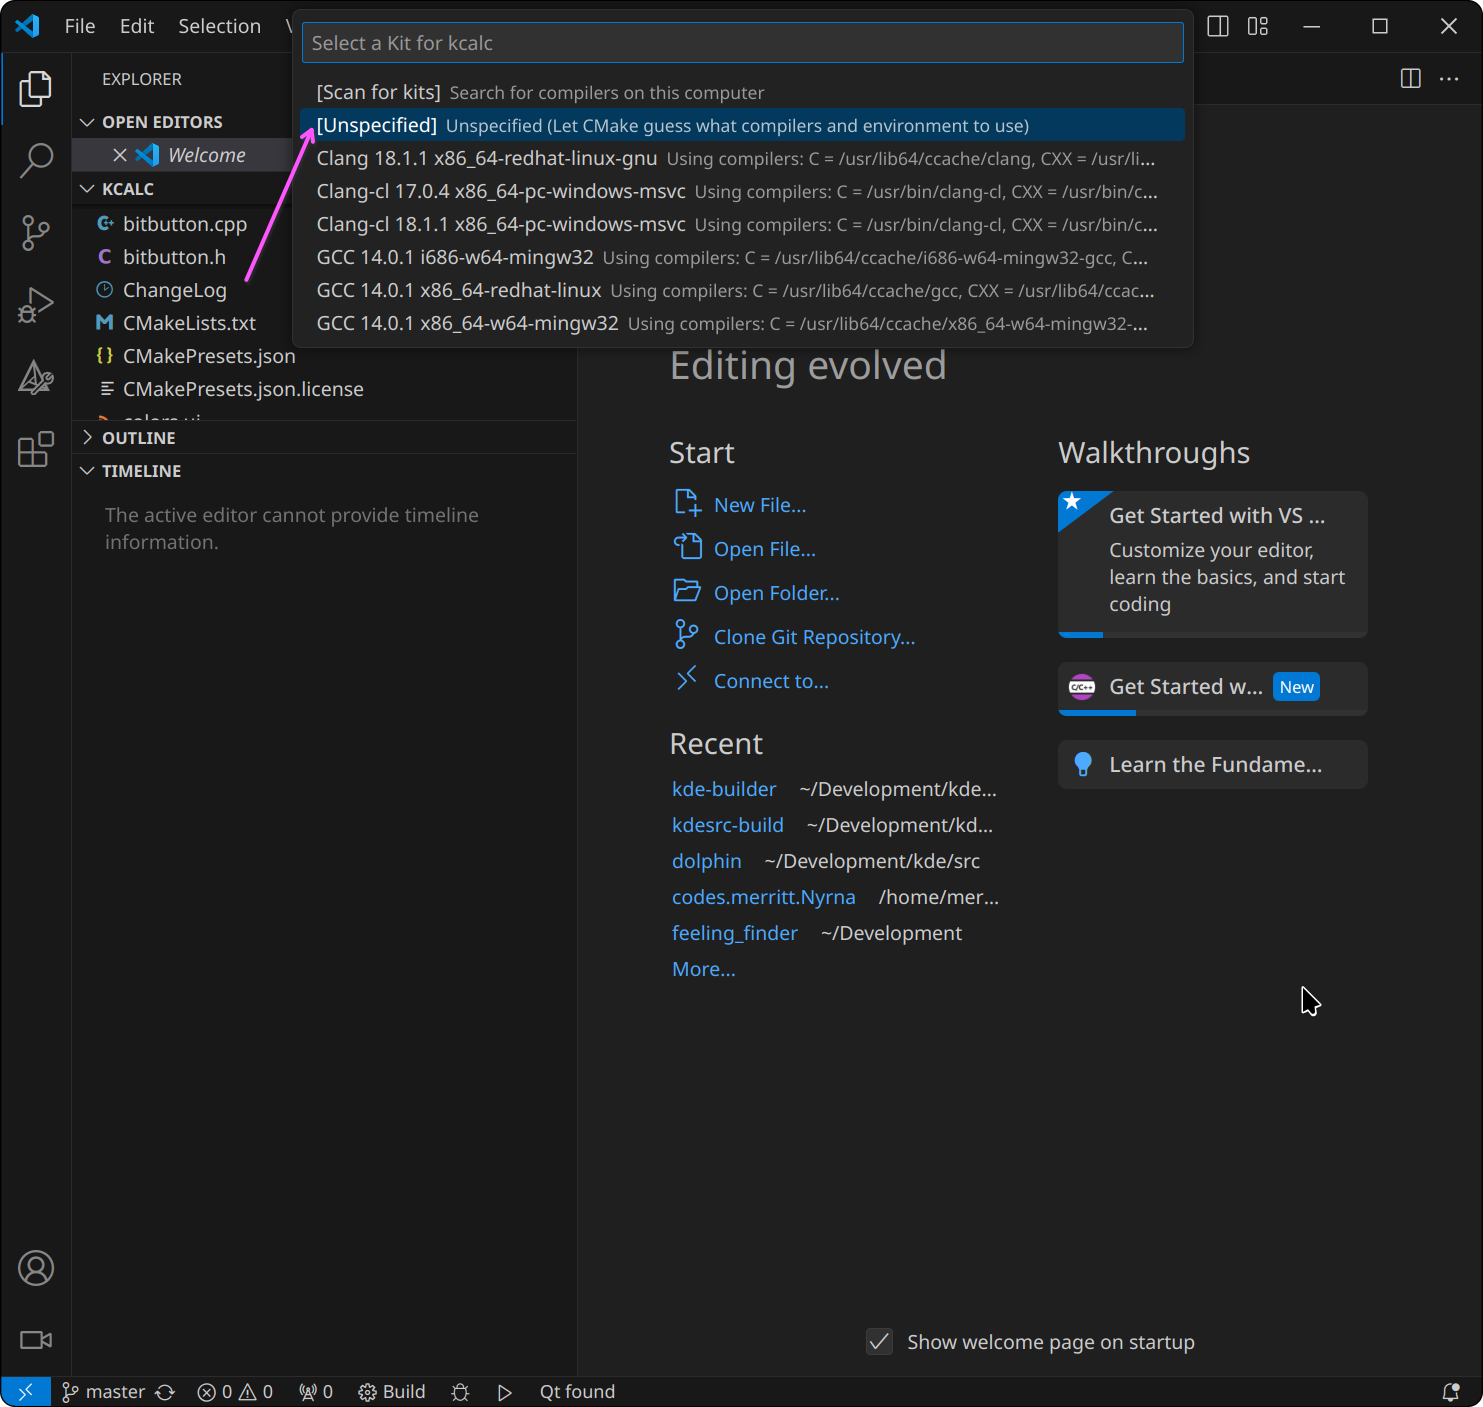 File Edit Selection
Select a Kit for kcalc
[Scan for kits] Search for compilers on this computer
[Unspecified] Unspecified (Let CMake guess what compilers and environment to use)
Clang 18.1.1 x86_64-redhat-linux-gnu Using compilers: C = /usr/lib64/ccache/clang, CXX = /usr/li...
Clang-cl 17.0.4 x86_64-pc-windows-msvc Using compilers: C = /usr/bin/clang-cl, CXX = /usr/bin/c...
Clang-cl 18.1.1 x86_64-pc-windows-msvc Using compilers: C = /usr/bin/clang-cl, CXX = /usr/bin/c...
GCC 14.0.1 i686-w64-mingw32 Using compilers: C = /usr/lib64/ccache/i686-w64-mingw32-gcc, C...
GCC 14.0.1 x86_64-redhat-linux Using compilers: C = /usr/lib64/ccache/gcc, CXX = /usr/lib64/ccac...
GCC 14.0.1 x86_64-w64-mingw32 Using compilers: C = /usr/lib64/ccache/x86_64-w64-mingw32-...
EXPLORER
OPEN EDITORS
Welcome
KCALC
bitbutton.cpp
bitbutton.h
ChangeLog
CMakeLists.txt
CMakePresets.json
CMakePresets.json.license
OUTLINE
TIMELINE
The active editor cannot provide timeline
information.
Editing evolved
Start
New File...
Open File...
Open Folder...
Clone Git Repository...
Connect to...
Recent
kde-builder ~/Development/kde...
kdesrc-build ~/Development/kd...
dolphin ~/Development/kde/src
codes.merritt.Nyrna /home/mer...
feeling_finder ~/Development
More...
Walkthroughs
Get Started with VS ...
Customize your editor,
learn the basics, and start
coding
C/C++ Get Started w... New
Learn the Fundame...
Show welcome page on startup
master 0 0 0 Build Qt found